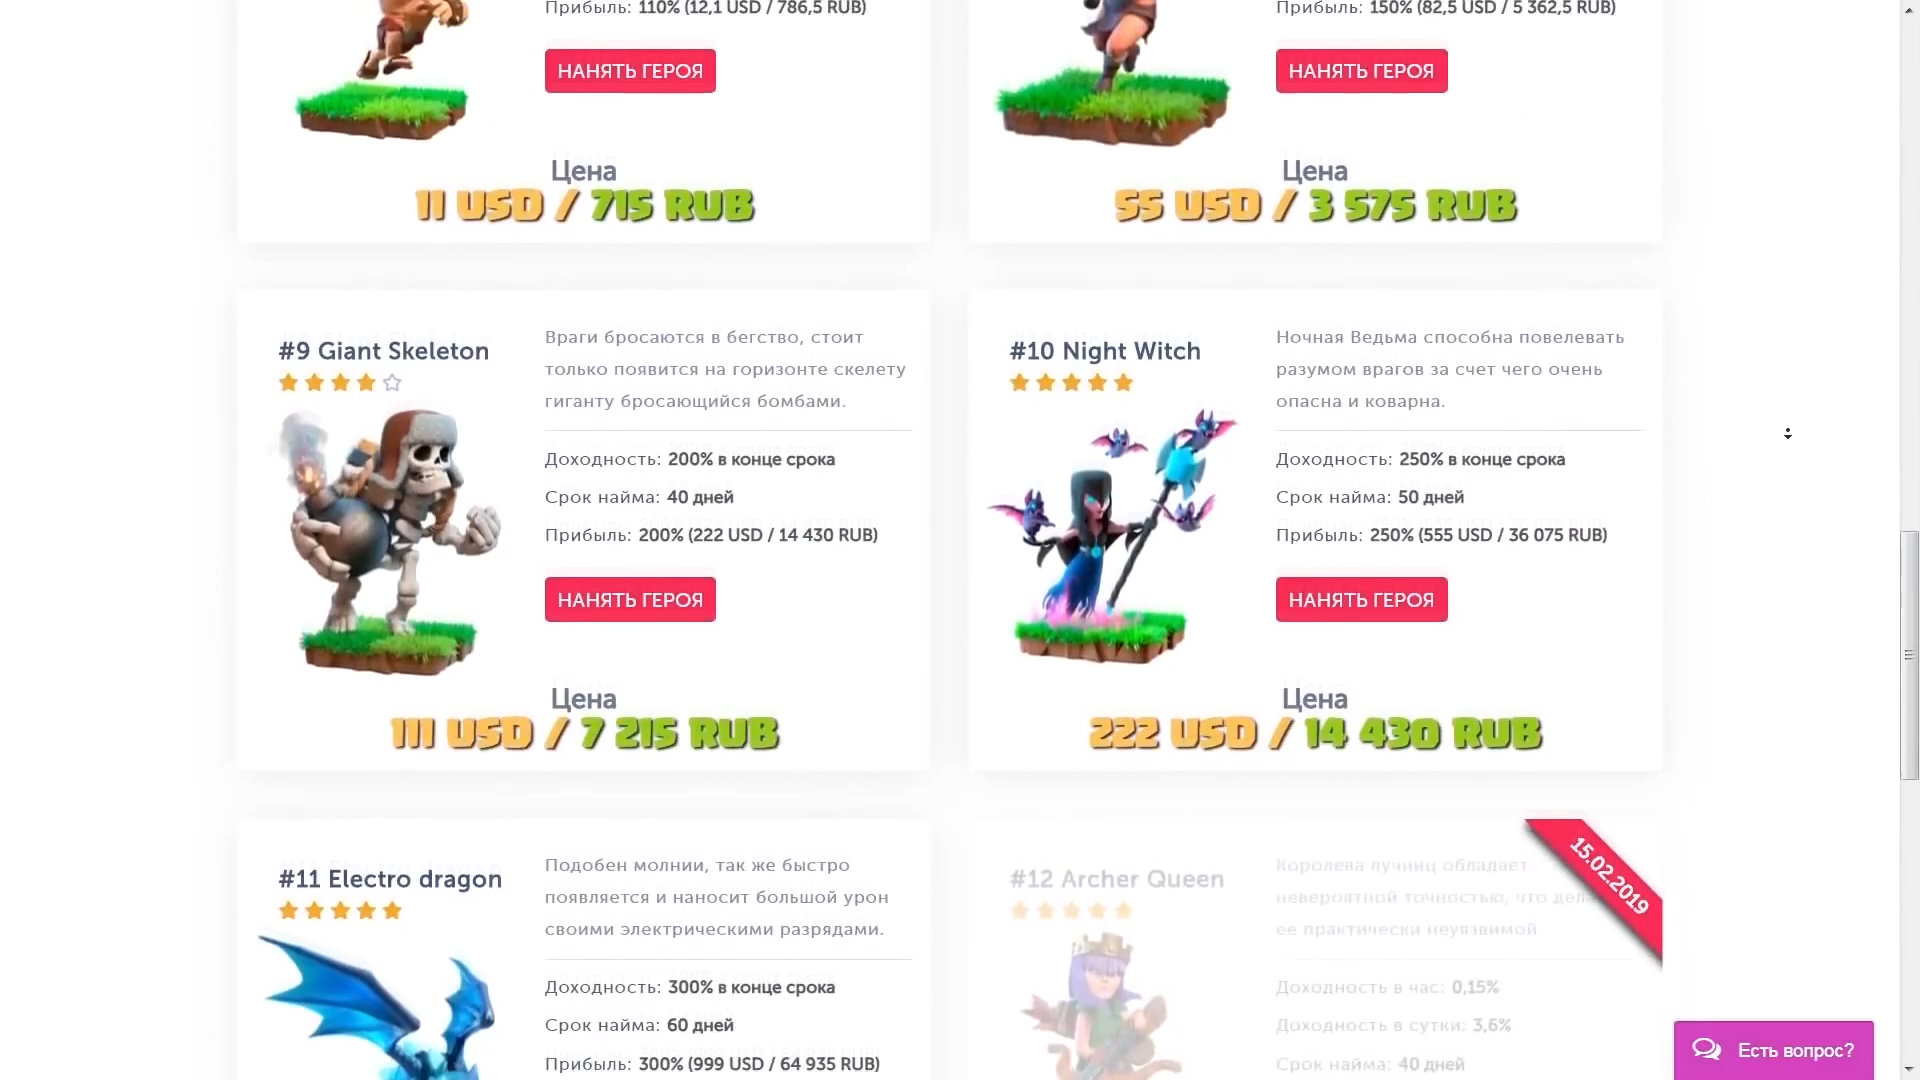 Прибыль: 110% (12,1 USD / 786,5 RUB)
НАНЯТЬ ГЕРОЯ
Цена
11 USD / 715 RUB
Прибыль: 150% (82,5 USD / 5 362,5 RUB)
НАНЯТЬ ГЕРОЯ
Цена
55 USD / 3 575 RUB
#9 Giant Skeleton
Враги бросаются в бегство, стоит
только появится на горизонте скелету
гиганту бросающийся бомбами.
Доходность: 200% в конце срока
Срок найма: 40 дней
Прибыль: 200% (222 USD / 14 430 RUB)
НАНЯТЬ ГЕРОЯ
Цена
111 USD / 7 215 RUB
#10 Night Witch
Ночная Ведьма способна повелевать
разумом врагов за счет чего очень
опасна и коварна.
Доходность: 250% в конце срока
Срок найма: 50 дней
Прибыль: 250% (555 USD / 36 075 RUB)
НАНЯТЬ ГЕРОЯ
Цена
222 USD / 14 430 RUB
#11 Electro dragon
Подобен молнии, так же быстро
появляется и наносит большой урон
своими электрическими разрядами.
Доходность: 300% в конце срока
Срок найма: 60 дней
Прибыль: 300% (999 USD / 64 935 RUB)
15.02.2019
#12 Archer Queen
Королева лучниц обладает
невероятной точностью, что
ее практически неуязвимой.
Доходность в час: 0,15%
Доходность в сутки: 3,6%
Срок найма: 40 дней
Есть вопрос?